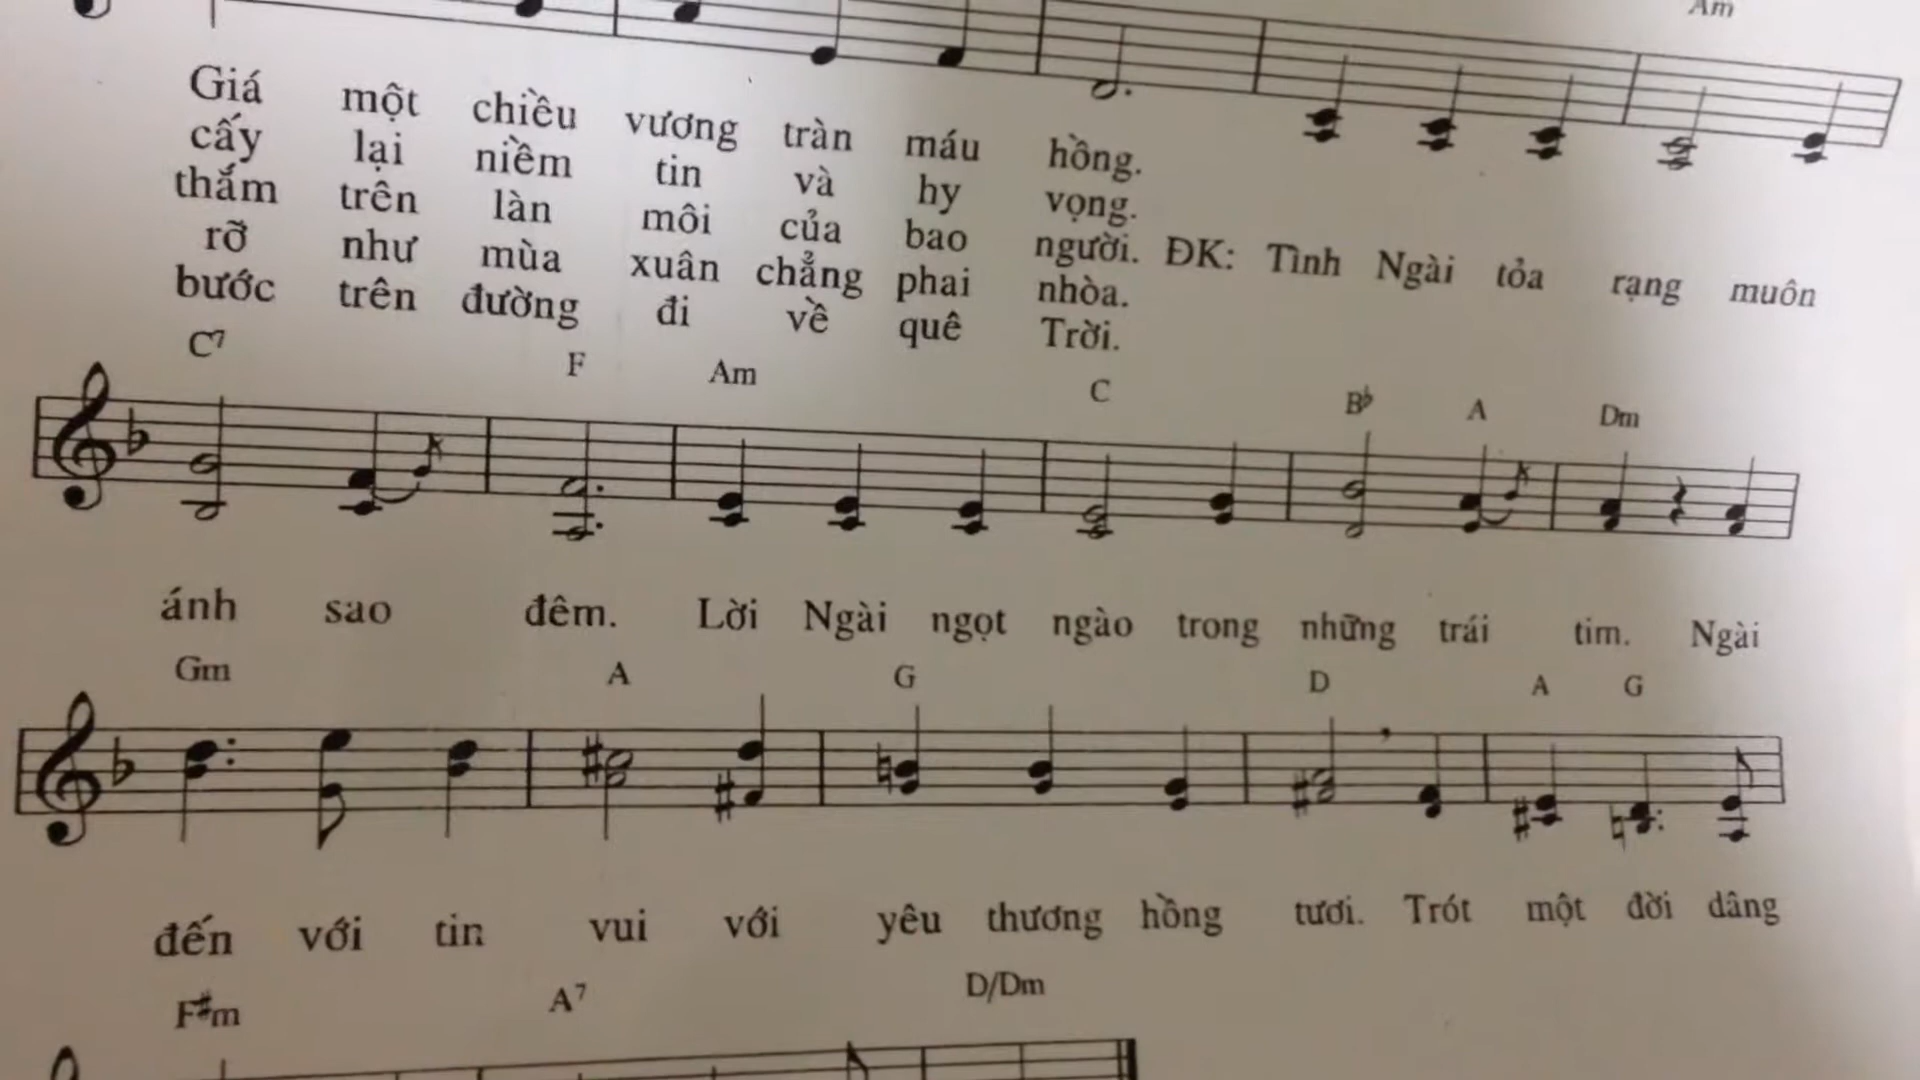 Am
Giá một chiều vương tràn máu hồng.
cấy lại niềm tin và hy vọng.
thắm trên làn môi của bao người. ĐK: Tình Ngài tỏa rạng muôn
rỡ như mùa xuân chẳng phai nhòa.
bước trên đường đi về quê Trời.
C7 F Am C B♭ A Dm
ánh sao đêm. Lời Ngài ngọt ngào trong những trái tim. Ngài
Gm A G D A G
đến với tin vui với yêu thương hồng tươi. Trót một đời dâng
F#m A7 D/Dm